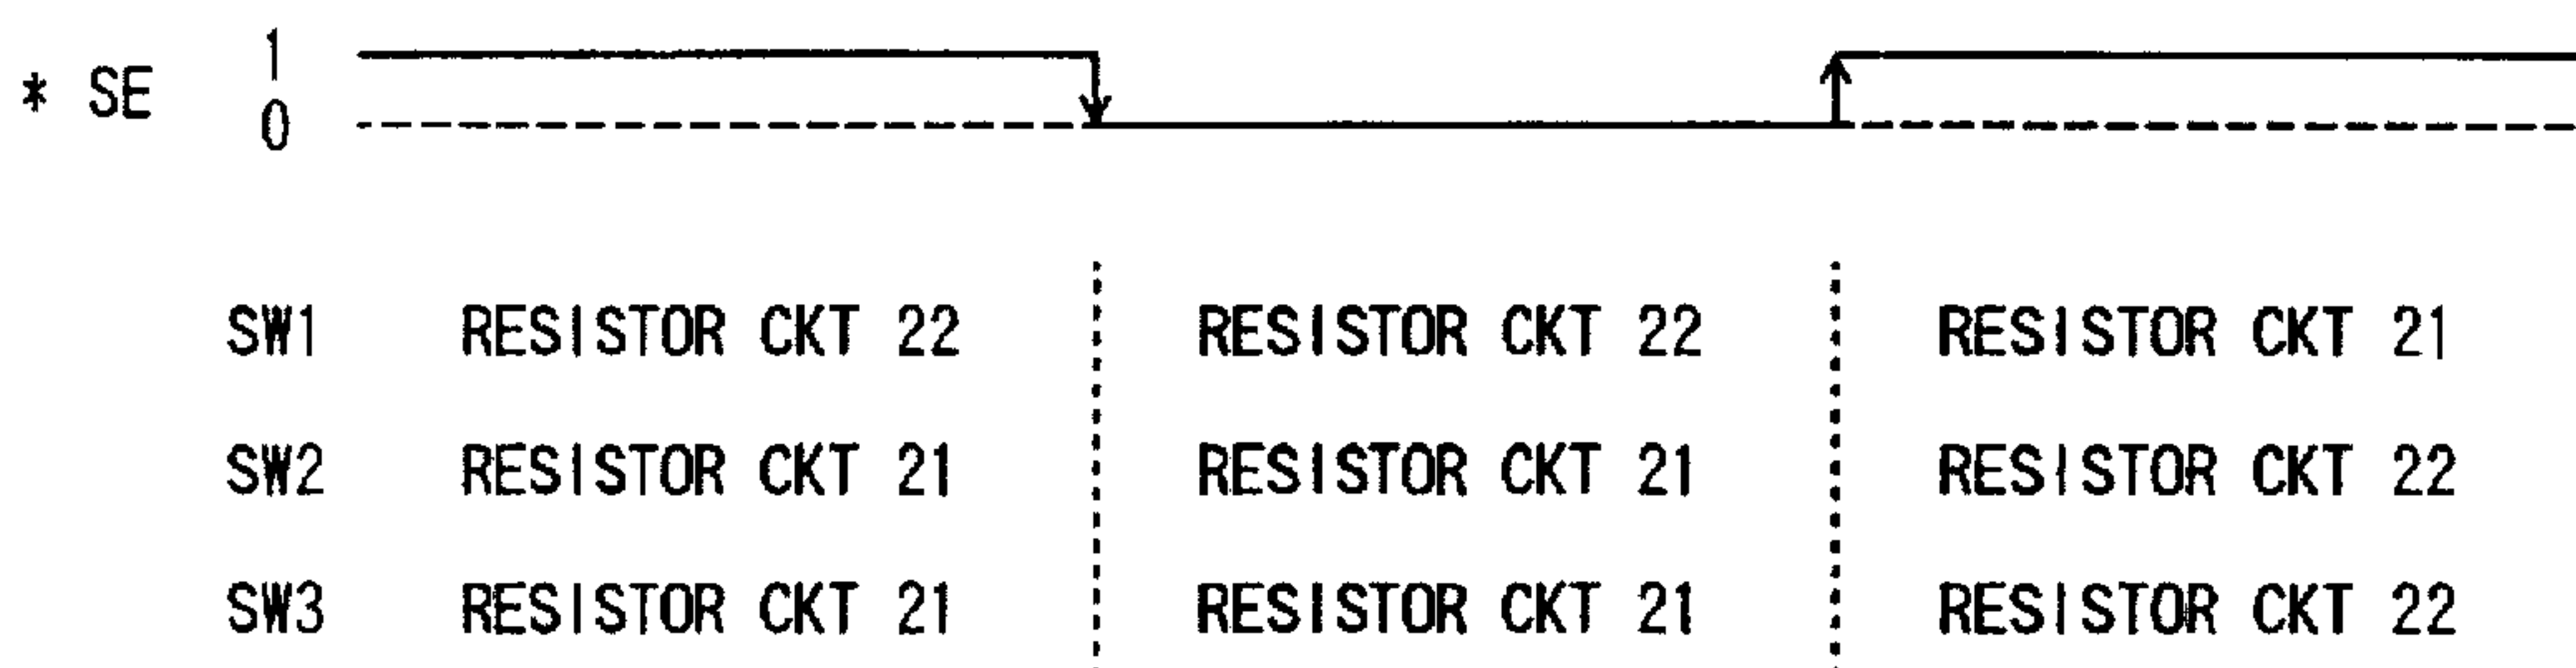 * SE 1
0
SW1 RESISTOR CKT 22 RESISTOR CKT 22 RESISTOR CKT 21
SW2 RESISTOR CKT 21 RESISTOR CKT 21 RESISTOR CKT 22
SW3 RESISTOR CKT 21 RESISTOR CKT 21 RESISTOR CKT 22